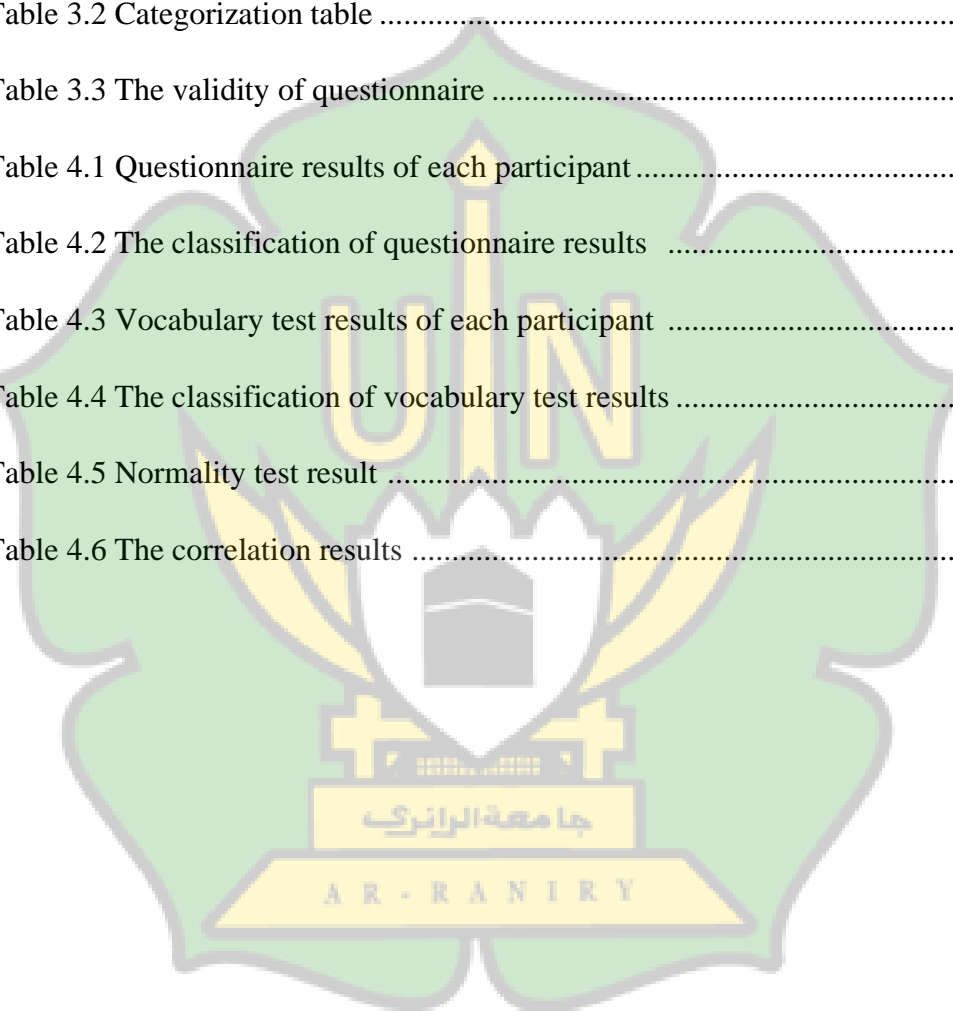 Table 3.2 Categorization table ......................................................................
Table 3.3 The validity of questionnaire ......................................................................
Table 4.1 Questionnaire results of each participant ......................................................
Table 4.2 The classification of questionnaire results ..................................................
Table 4.3 Vocabulary test results of each participant ..................................................
Table 4.4 The classification of vocabulary test results ................................................
Table 4.5 Normality test result ......................................................................
Table 4.6 The correlation results ......................................................................
UIN
جامعة الرانري
AR - RANIRY